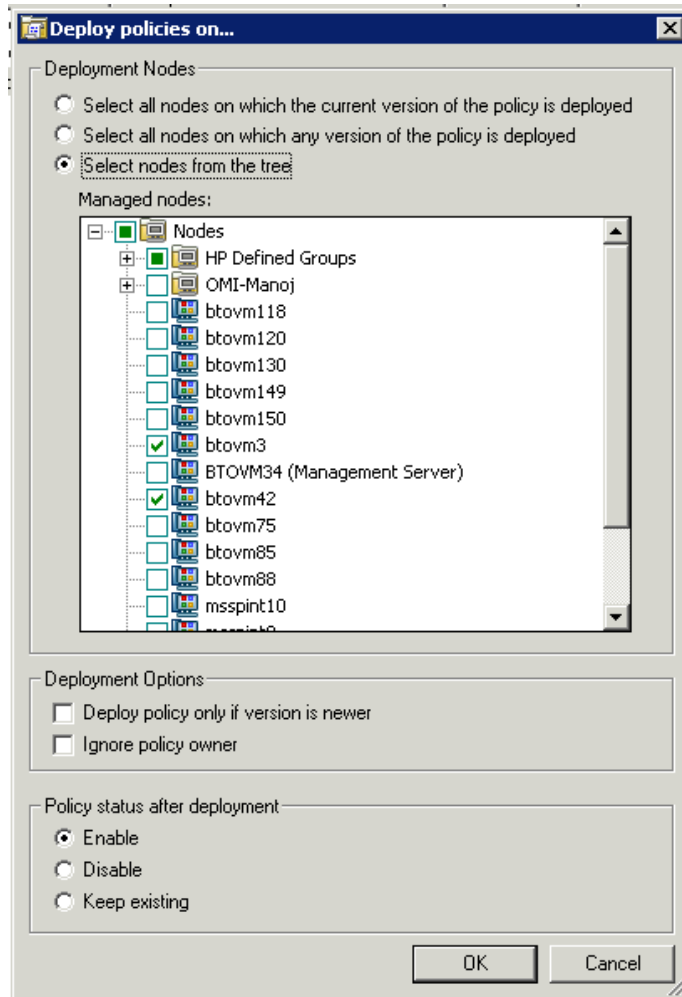 Deploy policies on...
Deployment Nodes
Select all nodes on which the current version of the policy is deployed
Select all nodes on which any version of the policy is deployed
Select nodes from the tree
Managed nodes:
Nodes
HP Defined Groups
OMI-Manoj
btovm118
btovm120
btovm130
btovm149
btovm150
btovm3
BTOVM34 (Management Server)
btovm42
btovm75
btovm85
btovm88
msspint10
Deployment Options
Deploy policy only if version is newer
Ignore policy owner
Policy status after deployment
Enable
Disable
Keep existing
OK Cancel